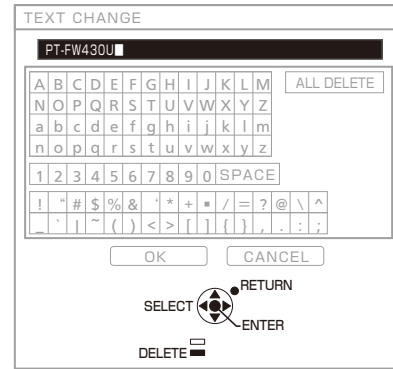 TEXT CHANGE
PT-FW430U
A B C D E F G H I J K L M ALL DELETE
N O P Q R S T U V W X Y Z
a b c d e f g h i j k l m
n o p q r s t u v w x y z
1 2 3 4 5 6 7 8 9 0 SPACE
! “ # $ % & ‘ * + ▪ / = ? @ \ ^
_ ` | ~ ( ) < > [ ] { } , . : ;
OK CANCEL
RETURN
SELECT
ENTER
DELETE